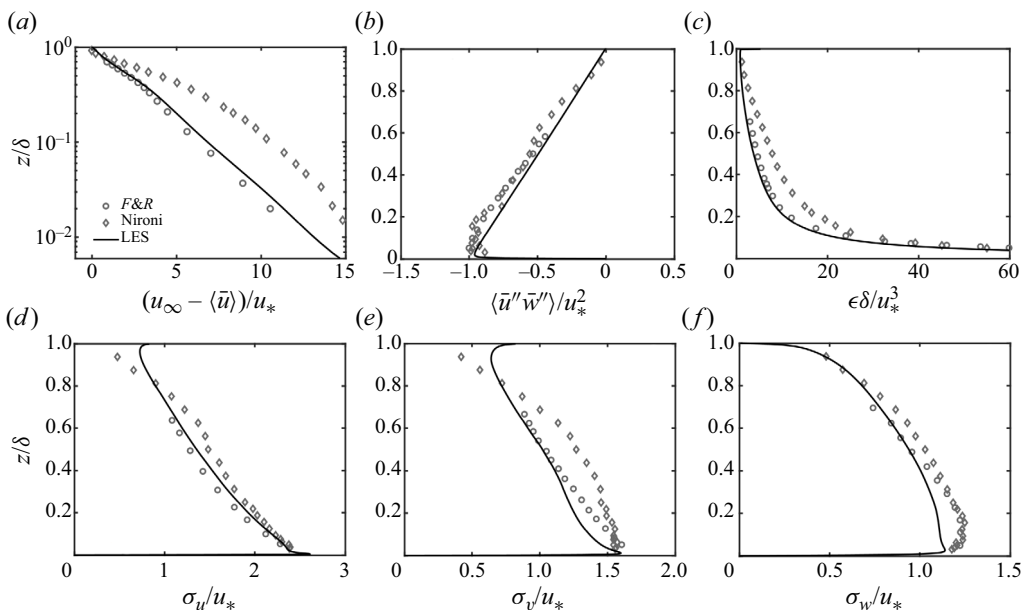 (a) (b) (c)
10⁰ 1.0 1.0
0.8 0.8
z/δ 10⁻¹ 0.6 0.6
0.4 0.4
F&R
Nironi 0.2 0.2
10⁻² LES
0 5 10 15 0 −1.5 −1.0 −0.5 0 0.5 0 20 40 60
(u∞ − ⟨ū⟩)/u* ⟨ū″w̄″⟩/u*² ϵδ/u*³
(d) (e) (f)
1.0 1.0 1.0
0.8 0.8 0.8
z/δ 0.6 0.6 0.6
0.4 0.4 0.4
0.2 0.2 0.2
0 1 2 3 0 0.5 1.0 1.5 2.0 0 0.5 1.0 1.5
σu/u* σv/u* σw/u*